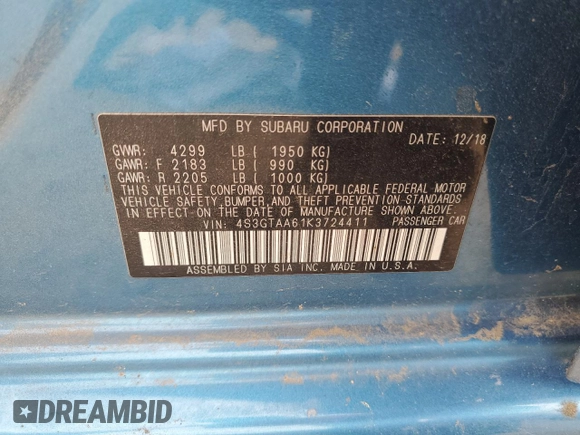 MFD BY SUBARU CORPORATION
DATE: 12/18
GVWR: 4299 LB ( 1950 KG)
GAWR: F 2183 LB ( 990 KG)
GAWR: R 2205 LB ( 1000 KG)
THIS VEHICLE CONFORMS TO ALL APPLICABLE FEDERAL MOTOR
VEHICLE SAFETY, BUMPER, AND THEFT PREVENTION STANDARDS
IN EFFECT ON THE DATE OF MANUFACTURE SHOWN ABOVE.
VIN: 4S3GTAA61K3724411 PASSENGER CAR
ASSEMBLED BY SIA INC. MADE IN U.S.A.
DREAMBID